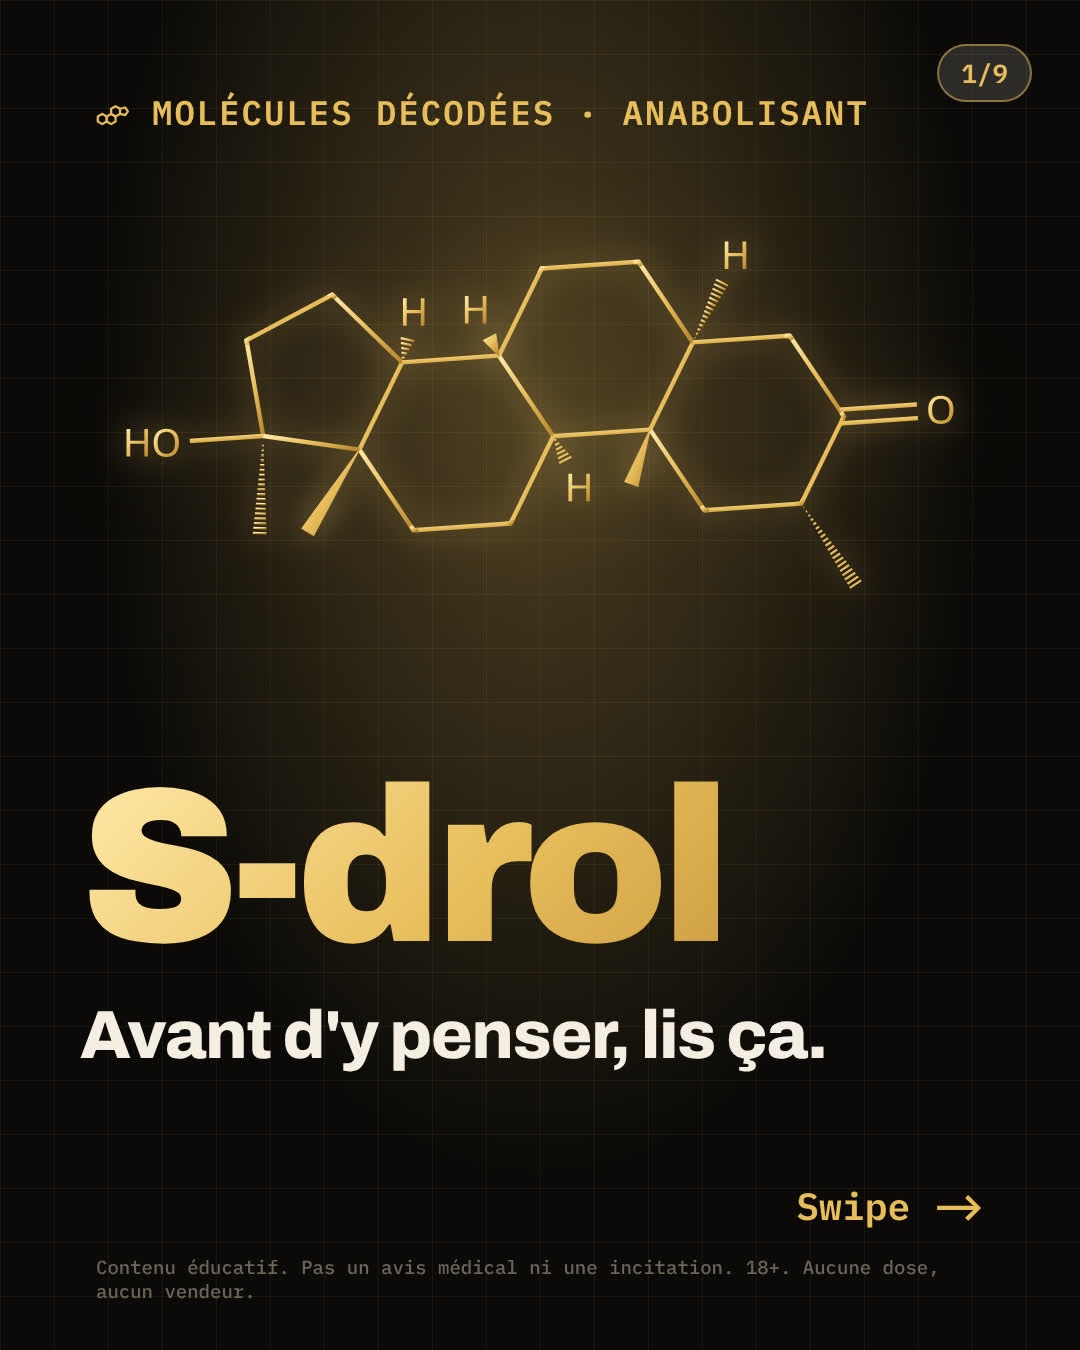 1/9
MOLÉCULES DÉCODÉES · ANABOLISANT
H
H H
HO
O
H
S-drol
Avant d'y penser, lis ça.
Swipe →
Contenu éducatif. Pas un avis médical ni une incitation. 18+. Aucune dose,
aucun vendeur.